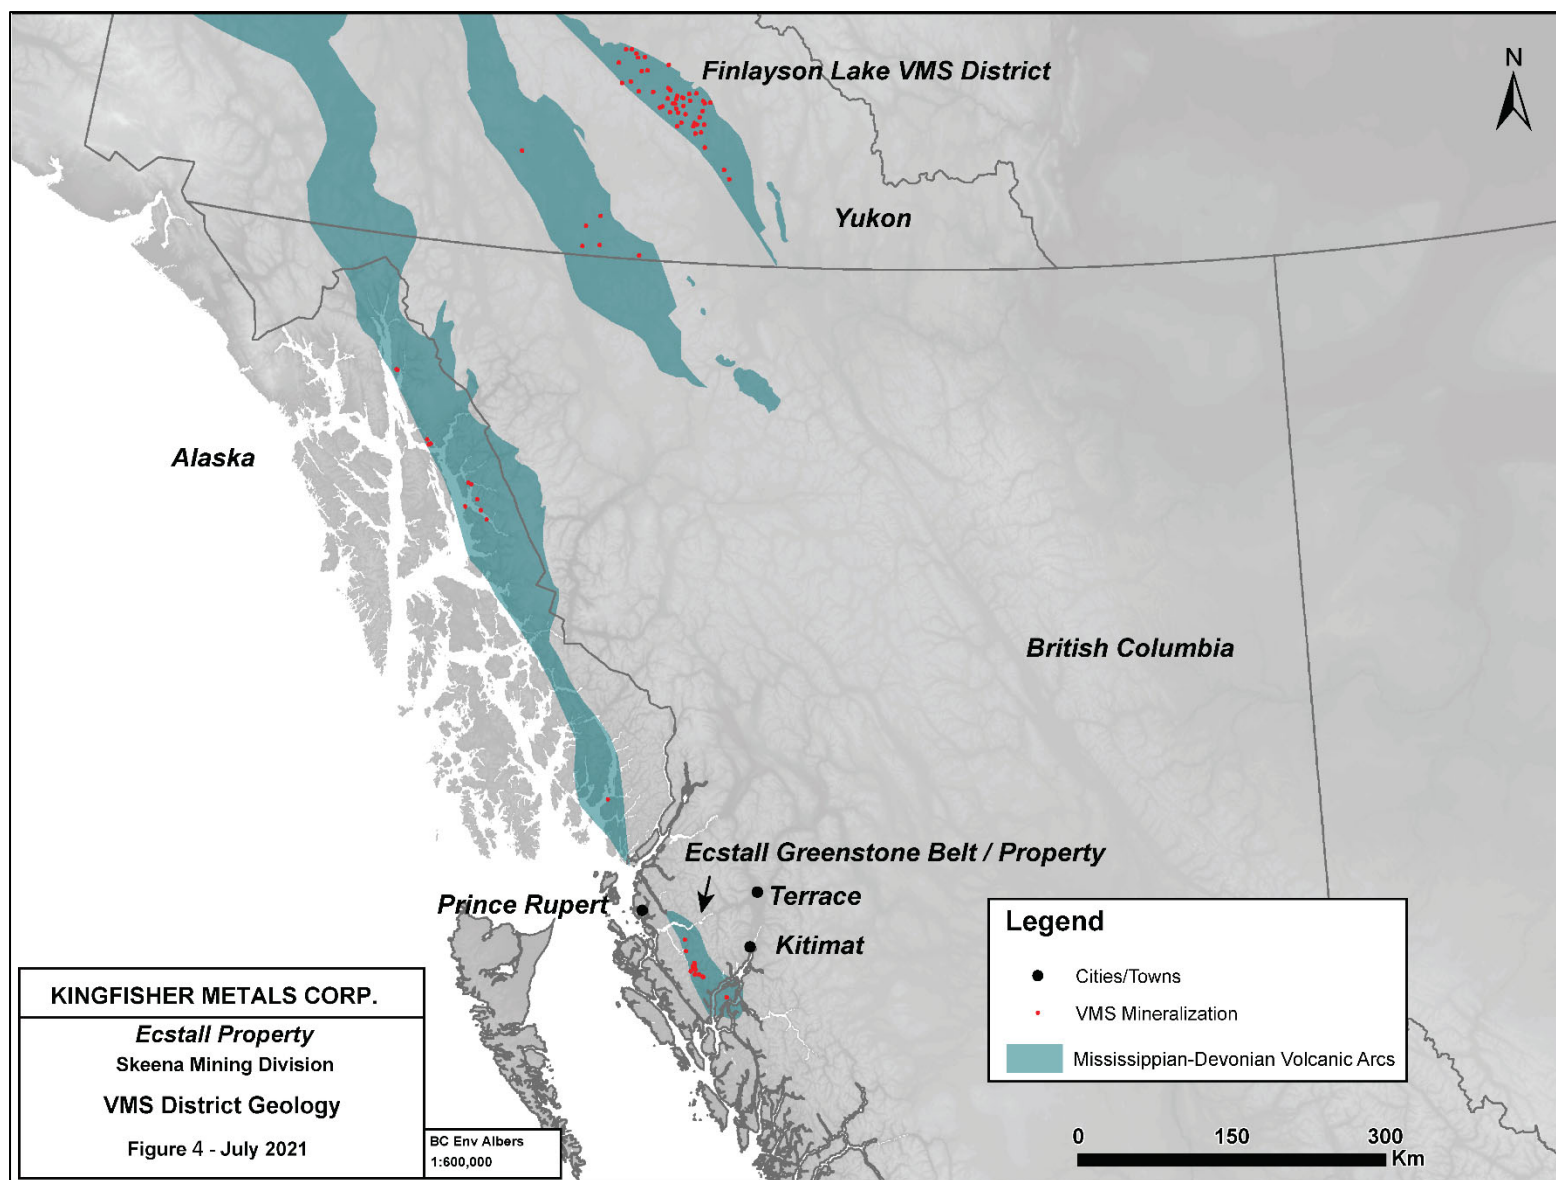 Finlayson Lake VMS District
N
Yukon
Alaska
British Columbia
Ecstall Greenstone Belt / Property
Prince Rupert
Terrace
Kitimat
Legend
Cities/Towns
VMS Mineralization
Mississippian-Devonian Volcanic Arcs
KINGFISHER METALS CORP.
Ecstall Property
Skeena Mining Division
VMS District Geology
Figure 4 - July 2021
BC Env Albers
1:600,000
0 150 300
Km